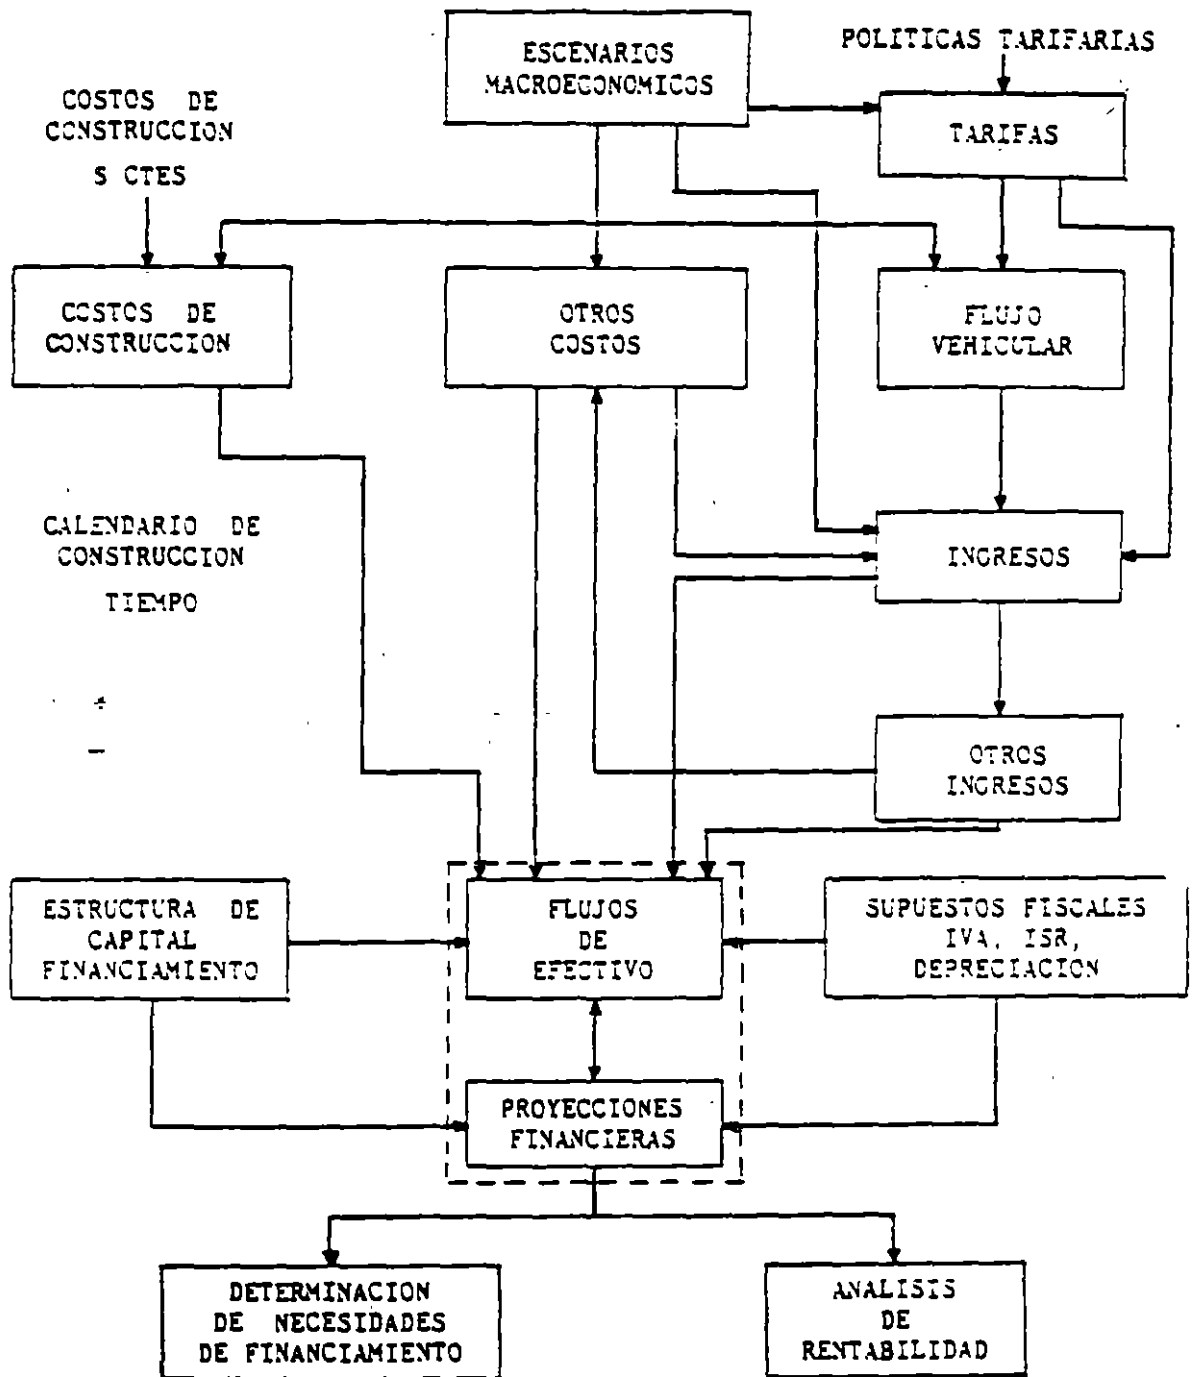 ESCENARIOS
MACROECONOMICOS
POLITICAS TARIFARIAS
COSTOS DE
CONSTRUCCION
S CTES
TARIFAS
COSTOS DE
CONSTRUCCION
OTROS
COSTOS
FLUJO
VEHICULAR
CALENDARIO DE
CONSTRUCCION
TIEMPO
INGRESOS
OTROS
INGRESOS
ESTRUCTURA DE
CAPITAL
FINANCIAMIENTO
FLUJOS
DE
EFECTIVO
SUPUESTOS FISCALES
IVA, ISR,
DEPRECIACION
PROYECCIONES
FINANCIERAS
DETERMINACION
DE NECESIDADES
DE FINANCIAMIENTO
ANALISIS
DE
RENTABILIDAD